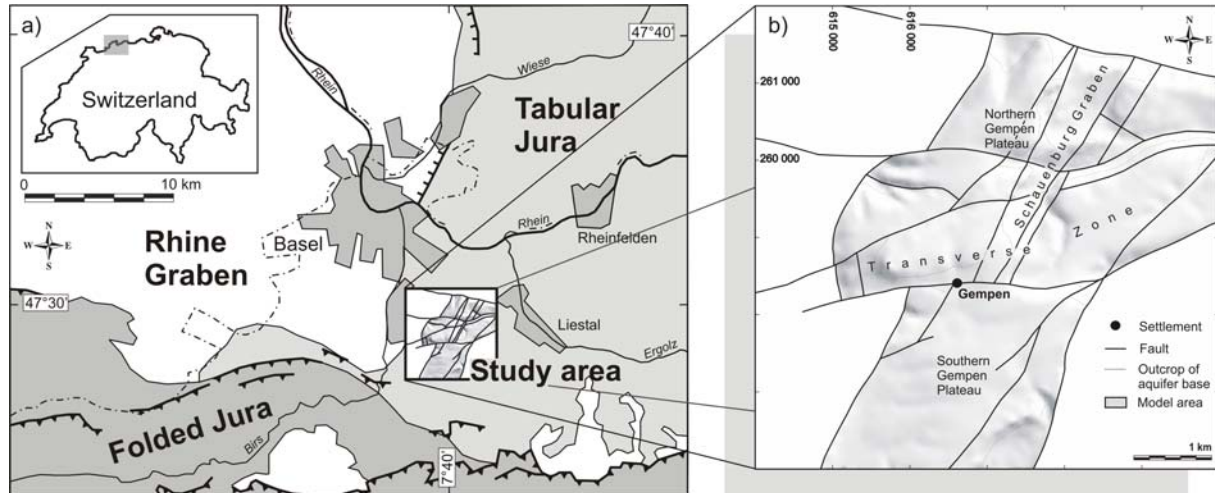 a)
Switzerland
0
10 km
N
W E
S
47°40'
Wiese
Rhein
Tabular
Jura
Rhine
Graben
Basel
Rhein
Rheinfelden
47°30'
Liestal
Ergolz
Study area
Folded Jura
Birs
7°40'
b)
615 000
616 000
N
W E
S
261 000
260 000
Northern
Gempen
Plateau
Schauenburg Graben
Transverse Zone
Gempen
Southern
Gempen
Plateau
Settlement
Fault
Outcrop of
aquifer base
Model area
1 km